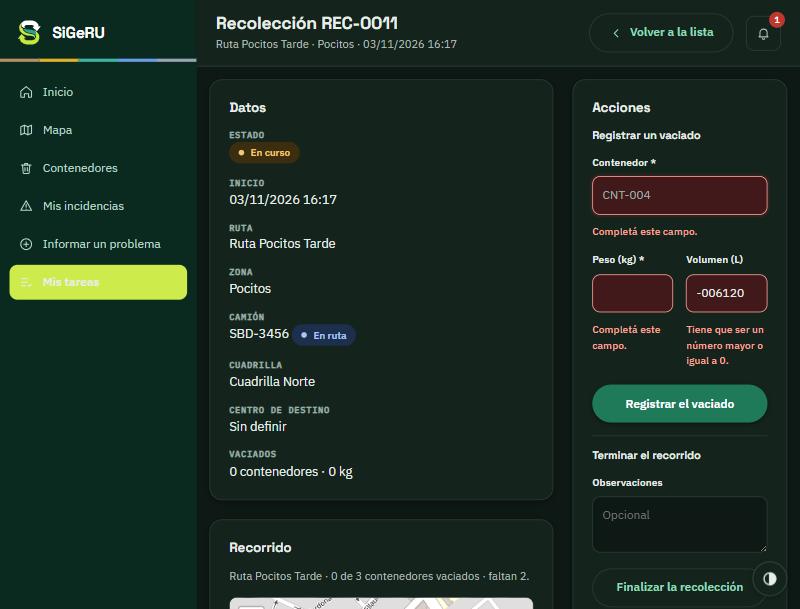 SiGeRU
Inicio
Mapa
Contenedores
Mis incidencias
Informar un problema
Mis tareas
Recolección REC-0011
Ruta Pocitos Tarde · Pocitos · 03/11/2026 16:17
Volver a la lista
1
Datos
ESTADO
En curso
INICIO
03/11/2026 16:17
RUTA
Ruta Pocitos Tarde
ZONA
Pocitos
CAMIÓN
SBD-3456 En ruta
CUADRILLA
Cuadrilla Norte
CENTRO DE DESTINO
Sin definir
VACIADOS
0 contenedores · 0 kg
Recorrido
Ruta Pocitos Tarde · 0 de 3 contenedores vaciados · faltan 2.
Acciones
Registrar un vaciado
Contenedor *
CNT-004
Completá este campo.
Peso (kg) * Volumen (L)
-006120
Completá este campo.
Tiene que ser un número mayor o igual a 0.
Registrar el vaciado
Terminar el recorrido
Observaciones
Opcional
Finalizar la recolección